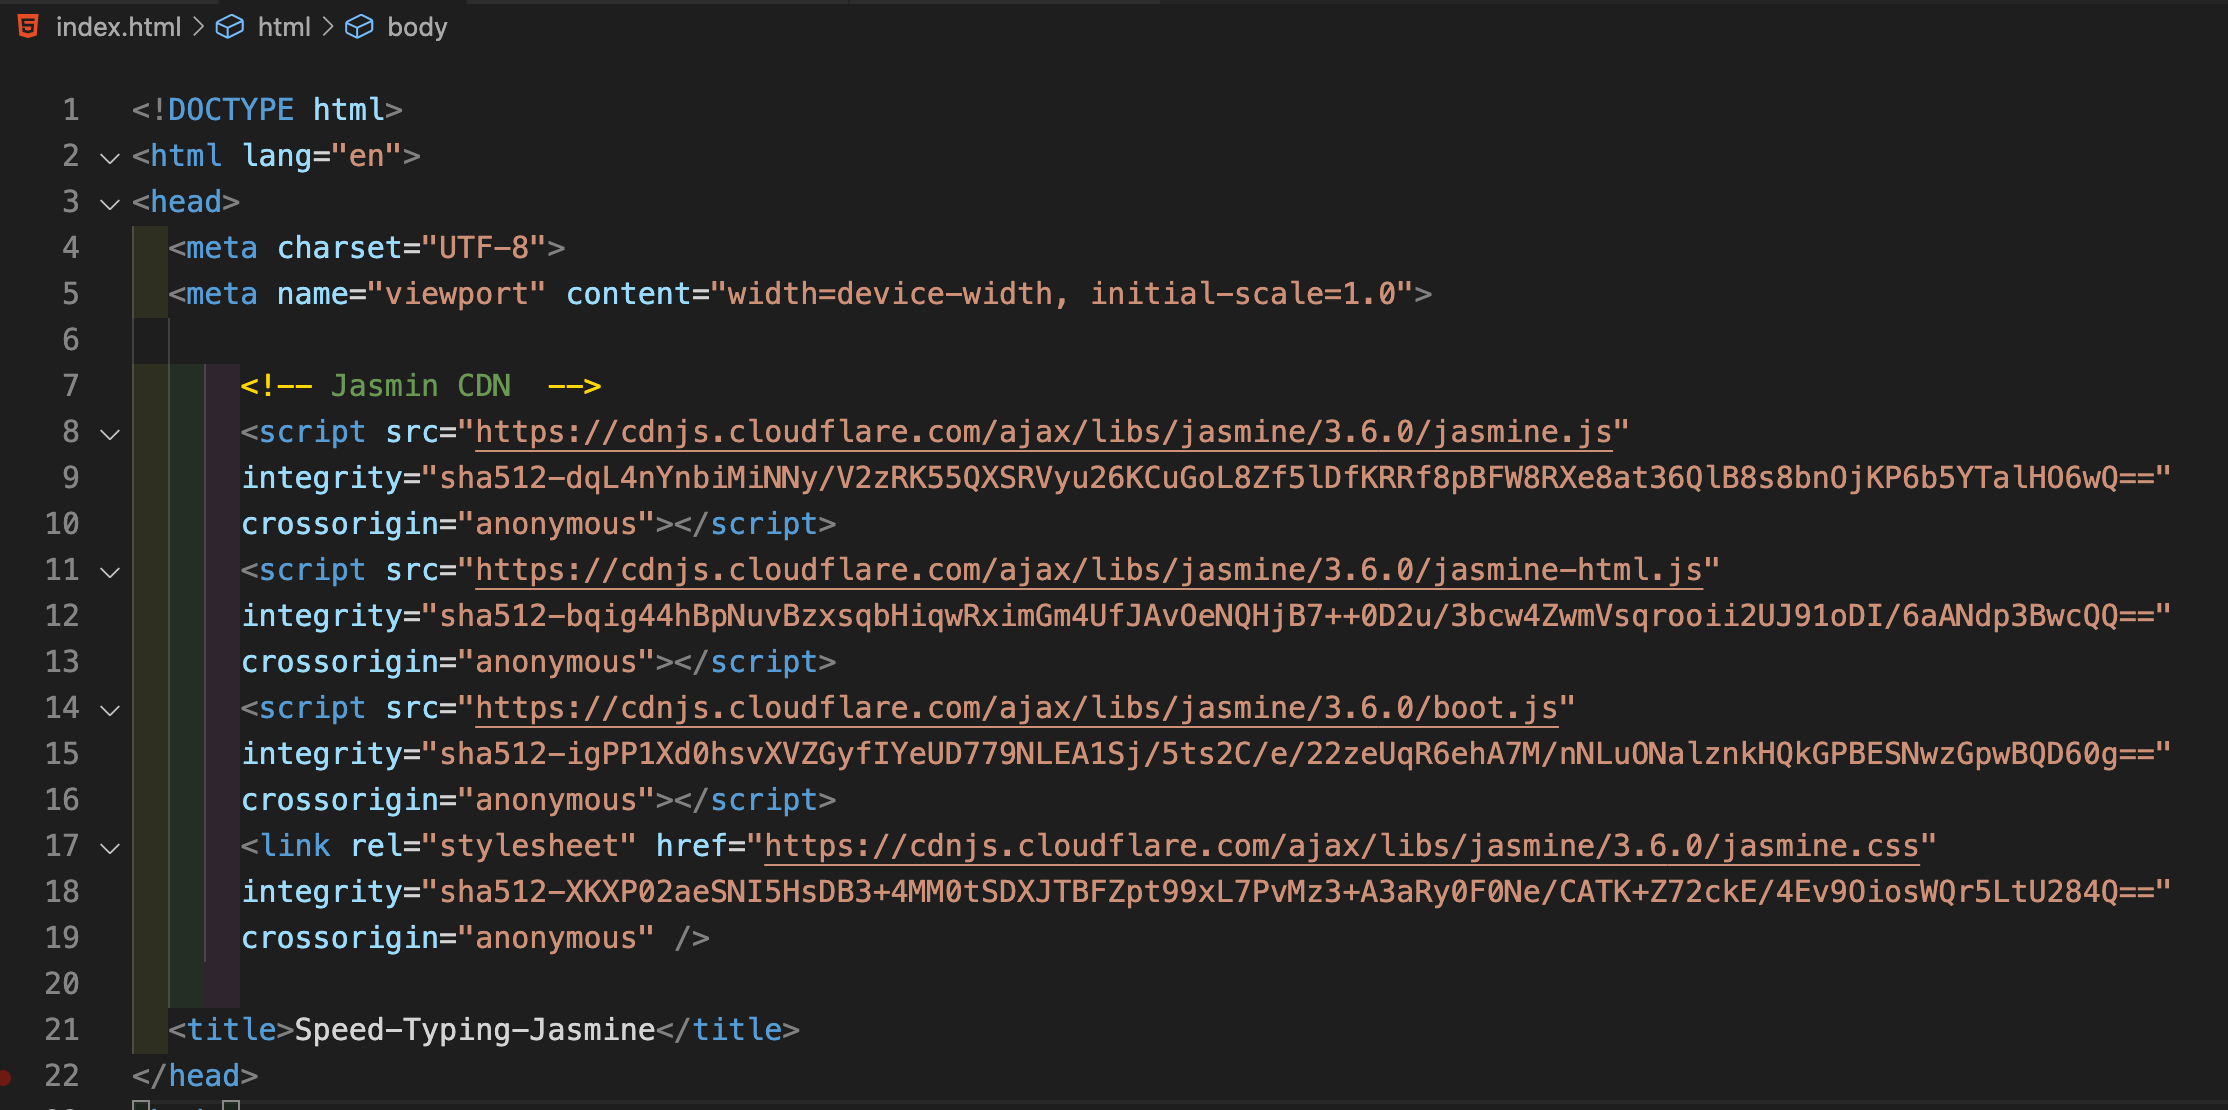 index.html > html > body
1 <!DOCTYPE html>
2 <html lang="en">
3 <head>
4 <meta charset="UTF-8">
5 <meta name="viewport" content="width=device-width, initial-scale=1.0">
6
7 <!-- Jasmin CDN  -->
8 <script src="https://cdnjs.cloudflare.com/ajax/libs/jasmine/3.6.0/jasmine.js"
9 integrity="sha512-dqL4nYnbiMiNNy/V2zRK55QXSRVyu26KCuGoL8Zf5lDfKRRf8pBFW8RXe8at36QlB8s8bnOjKP6b5YTalHO6wQ=="
10 crossorigin="anonymous"></script>
11 <script src="https://cdnjs.cloudflare.com/ajax/libs/jasmine/3.6.0/jasmine-html.js"
12 integrity="sha512-bqig44hBpNuvBzxsqbHiqwRximGm4UfJAvOeNQHjB7++0D2u/3bcw4ZwmVsqrooii2UJ91oDI/6aANdp3BwcQQ=="
13 crossorigin="anonymous"></script>
14 <script src="https://cdnjs.cloudflare.com/ajax/libs/jasmine/3.6.0/boot.js"
15 integrity="sha512-igPP1Xd0hsvXVZGyfIYeUD779NLEA1Sj/5ts2C/e/22zeUqR6ehA7M/nNLuONalznkHQkGPBESNwzGpwBQD60g=="
16 crossorigin="anonymous"></script>
17 <link rel="stylesheet" href="https://cdnjs.cloudflare.com/ajax/libs/jasmine/3.6.0/jasmine.css"
18 integrity="sha512-XKXP02aeSNI5HsDB3+4MM0tSDXJTBFZpt99xL7PvMz3+A3aRy0F0Ne/CATK+Z72ckE/4Ev9OiosWQr5LtU284Q=="
19 crossorigin="anonymous" />
20
21 <title>Speed-Typing-Jasmine</title>
22 </head>